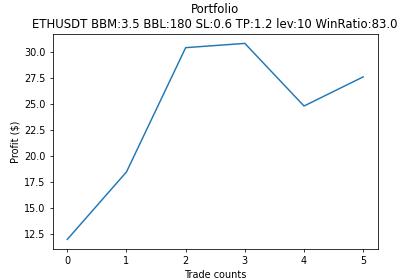 Portfolio
ETHUSDT BBM:3.5 BBL:180 SL:0.6 TP:1.2 lev:10 WinRatio:83.0
30.0
27.5
25.0
22.5
20.0
17.5
15.0
12.5
Profit ($)
0 1 2 3 4 5
Trade counts